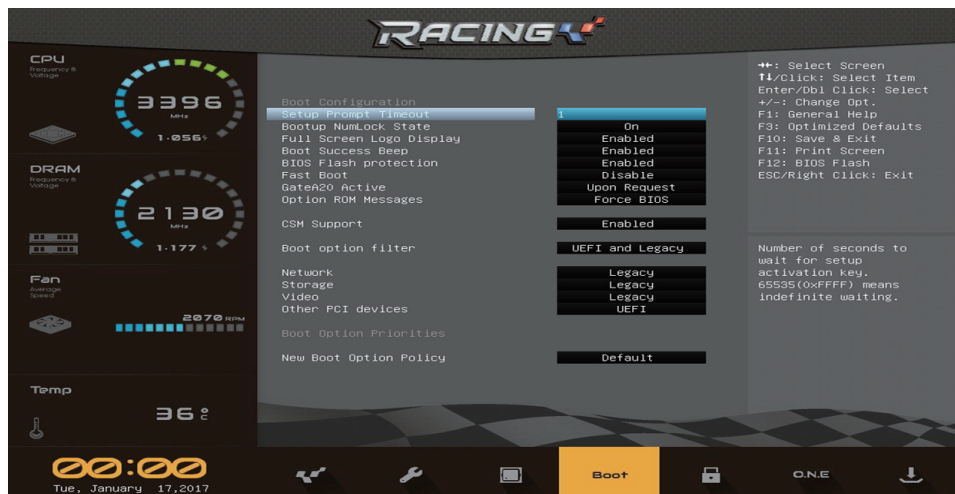 RACING
CPU
Frequency &
Voltage
3396
MHz
1.056 V
DRAM
Frequency &
Voltage
2130
MHz
1.177 V
Fan
Average
Speed
2070 RPM
Temp
36 °C
00:00
Tue, January 17,2017
Boot Configuration
Setup Prompt Timeout 1
Bootup NumLock State On
Full Screen Logo Display Enabled
Boot Success Beep Enabled
BIOS Flash protection Enabled
Fast Boot Disable
GateA20 Active Upon Request
Option ROM Messages Force BIOS
CSM Support Enabled
Boot option filter UEFI and Legacy
Network Legacy
Storage Legacy
Video Legacy
Other PCI devices UEFI
Boot Option Priorities
New Boot Option Policy Default
→←: Select Screen
↑↓/Click: Select Item
Enter/Dbl Click: Select
+/-: Change Opt.
F1: General Help
F3: Optimized Defaults
F10: Save & Exit
F11: Print Screen
F12: BIOS Flash
ESC/Right Click: Exit
Number of seconds to
wait for setup
activation key.
65535(0xFFFF) means
indefinite waiting.
Boot
O.N.E